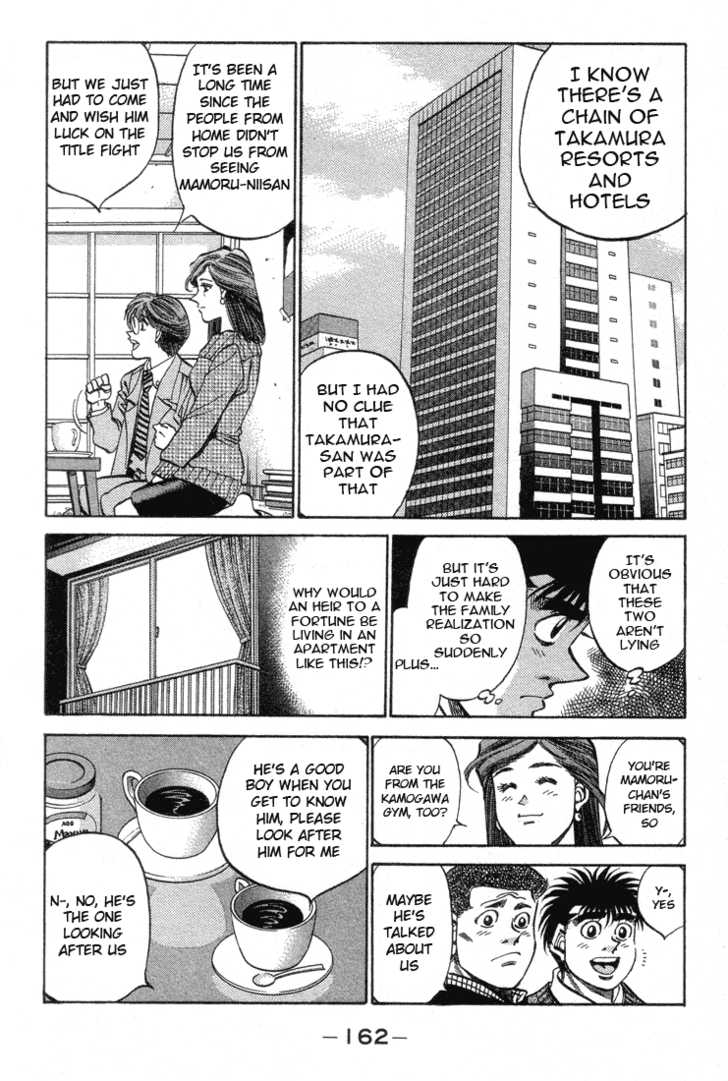 I KNOW
THERE'S A
CHAIN OF
TAKAMURA
RESORTS
AND
HOTELS
BUT I HAD
NO CLUE
THAT
TAKAMURA-
SAN WAS
PART OF
THAT
IT'S BEEN A
LONG TIME
SINCE THE
PEOPLE FROM
HOME DIDN'T
STOP US FROM
SEEING
MAMORU-NIISAN
BUT WE JUST
HAD TO COME
AND WISH HIM
LUCK ON THE
TITLE FIGHT
IT'S
OBVIOUS
THAT
THESE
TWO
AREN'T
LYING
BUT IT'S
JUST HARD
TO MAKE
THE FAMILY
REALIZATION
SO
SUDDENLY
PLUS...
WHY WOULD
AN HEIR TO A
FORTUNE BE
LIVING IN AN
APARTMENT
LIKE THIS!?
YOU'RE
MAMORU-
CHAN'S
FRIENDS,
SO
ARE YOU
FROM THE
KAMOGAWA
GYM, TOO?
Y-,
YES
MAYBE
HE'S
TALKED
ABOUT
US
HE'S A GOOD
BOY WHEN YOU
GET TO KNOW
HIM, PLEASE
LOOK AFTER
HIM FOR ME
N-, NO, HE'S
THE ONE
LOOKING
AFTER US
-162-